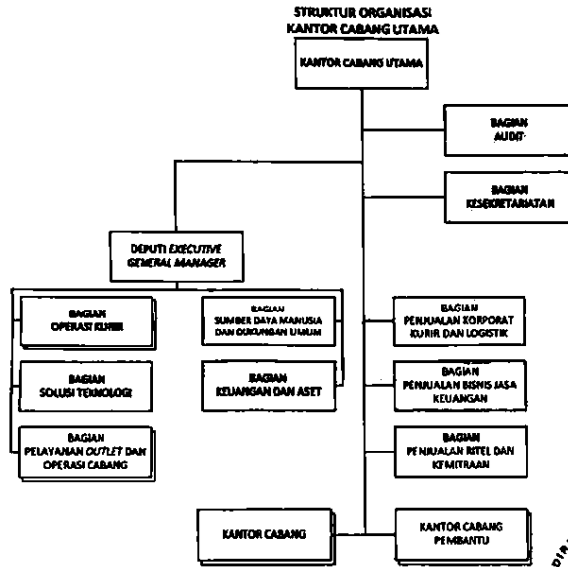 STRUKTUR ORGANISASI
KANTOR CABANG UTAMA
KANTOR CABANG UTAMA
BAGIAN
AUDIT
BAGIAN
KESEKRETARIATAN
DEPUTI EXECUTIVE
GENERAL MANAGER
BAGIAN
OPERASI KURIR
BAGIAN
SUMBER DAYA MANUSIA
DAN DUKUNGAN UMUM
BAGIAN
PENJUALAN KORPORAT
KURIR DAN LOGISTIK
BAGIAN
SOLUSI TEKNOLOGI
BAGIAN
KEUANGAN DAN ASET
BAGIAN
PENJUALAN BISNIS JASA
KEUANGAN
BAGIAN
PELAYANAN OUTLET DAN
OPERASI CABANG
BAGIAN
PENJUALAN RITEL DAN
KEMITRAAN
KANTOR CABANG
KANTOR CABANG
PEMBANTU